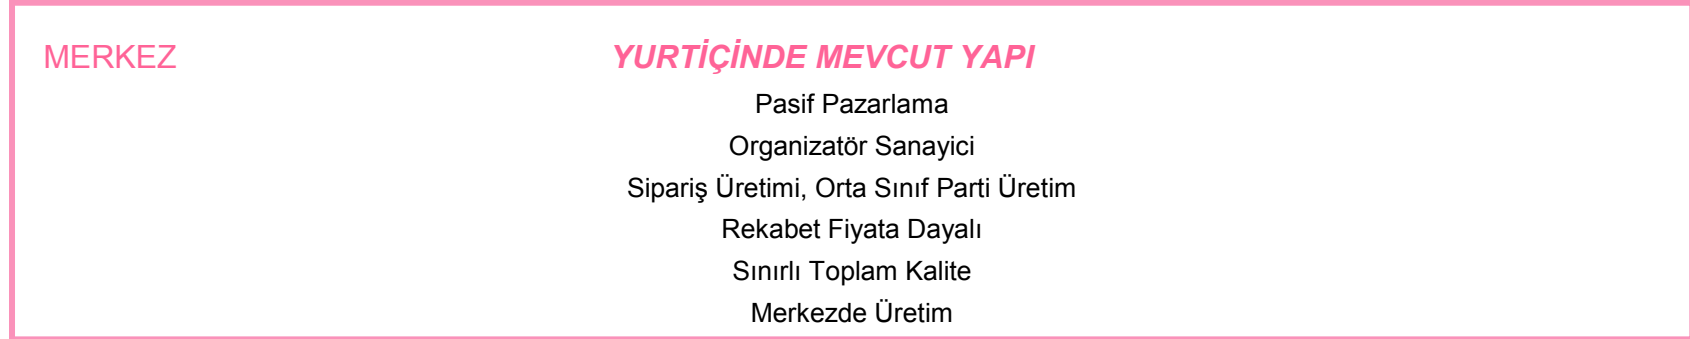 MERKEZ YURTİÇİNDE MEVCUT YAPI
Pasif Pazarlama
Organizatör Sanayici
Sipariş Üretimi, Orta Sınıf Parti Üretim
Rekabet Fiyata Dayalı
Sınırlı Toplam Kalite
Merkezde Üretim